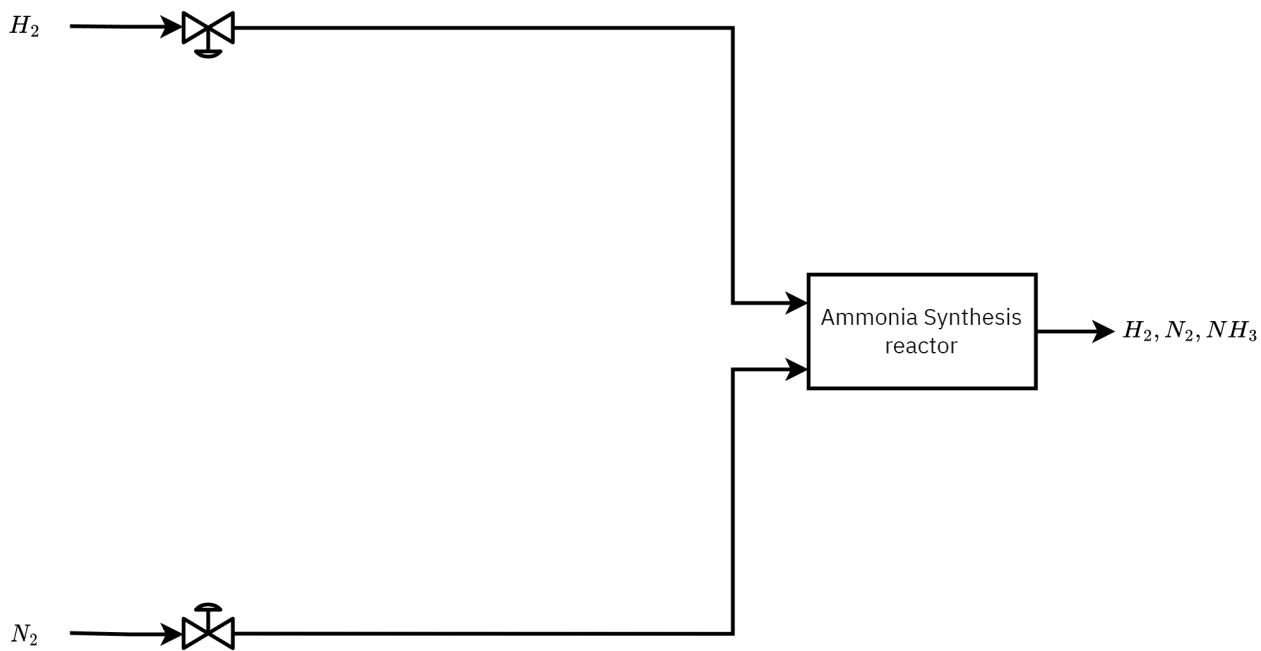 H₂
Ammonia Synthesis
reactor
H₂, N₂, NH₃
N₂